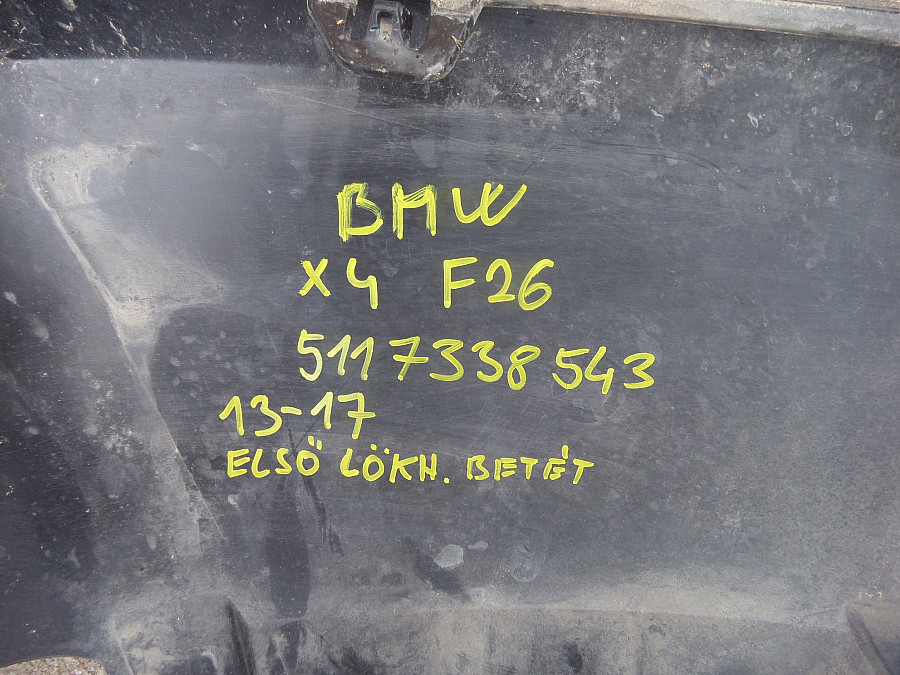 BMW
X4 F26
5117338543
13-17
ELSŐ LÖKH. BETÉT